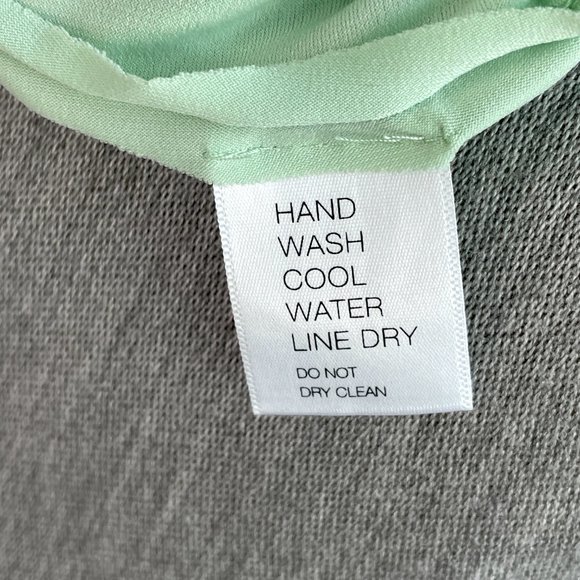 HAND
WASH
COOL
WATER
LINE DRY
DO NOT
DRY CLEAN